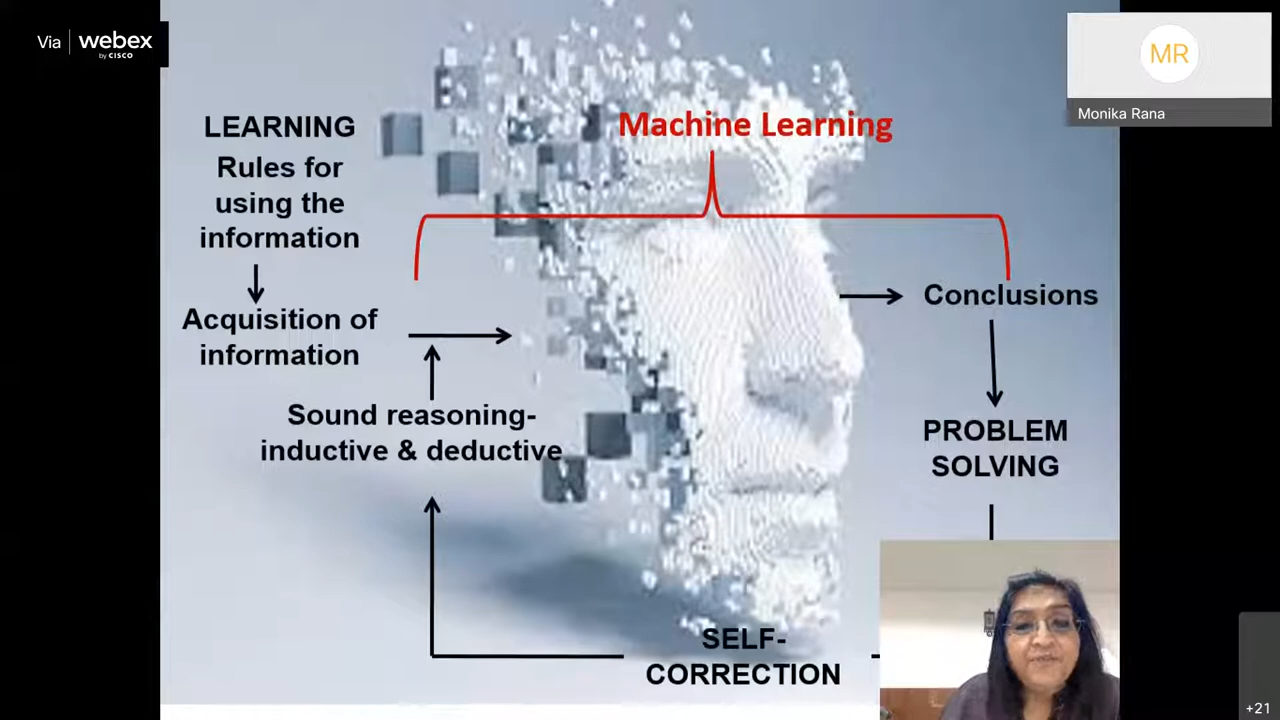 Via webex
by CISCO
MR
Monika Rana
Machine Learning
LEARNING
Rules for
using the
information
Acquisition of
information
Sound reasoning-
inductive & deductive
Conclusions
PROBLEM
SOLVING
SELF-
CORRECTION
+21